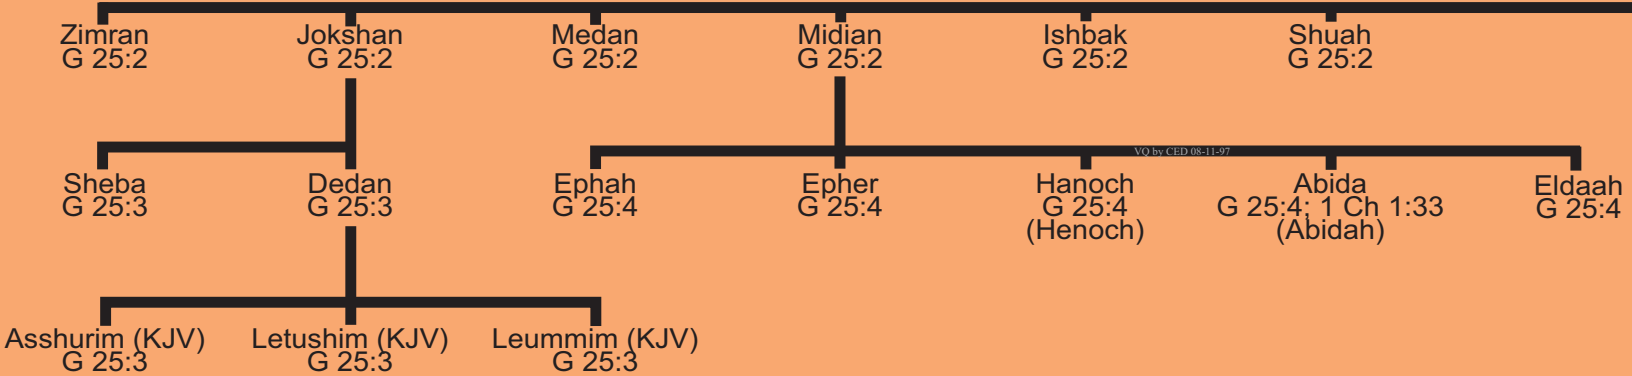 Zimran
G 25:2
Jokshan
G 25:2
Medan
G 25:2
Midian
G 25:2
Ishbak
G 25:2
Shuah
G 25:2
VQ by CED 08-11-97
Sheba
G 25:3
Dedan
G 25:3
Ephah
G 25:4
Epher
G 25:4
Hanoch
G 25:4
(Henoch)
Abida
G 25:4; 1 Ch 1:33
(Abidah)
Eldaah
G 25:4
Asshurim (KJV)
G 25:3
Letushim (KJV)
G 25:3
Leummim (KJV)
G 25:3